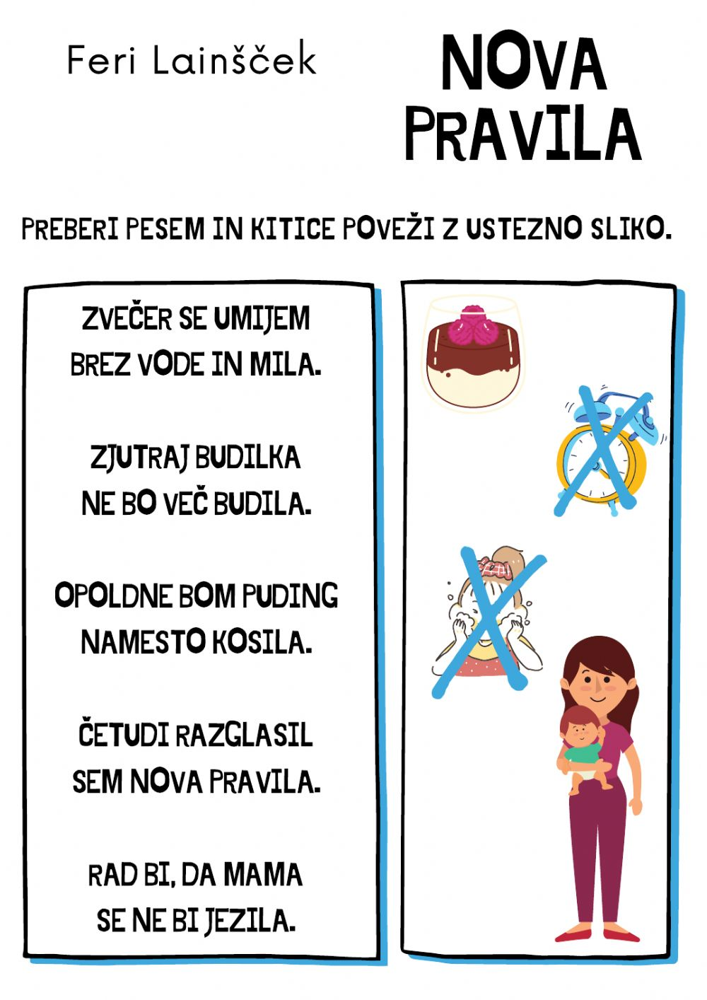 Feri Lainšček
NOVA
PRAVILA
PREBERI PESEM IN KITICE POVEŽI Z USTEZNO SLIKO.
ZVEČER SE UMIJEM
BREZ VODE IN MILA.
ZJUTRAJ BUDILKA
NE BO VEČ BUDILA.
OPOLDNE BOM PUDING
NAMESTO KOSILA.
ČETUDI RAZGLASIL
SEM NOVA PRAVILA.
RAD BI, DA MAMA
SE NE BI JEZILA.